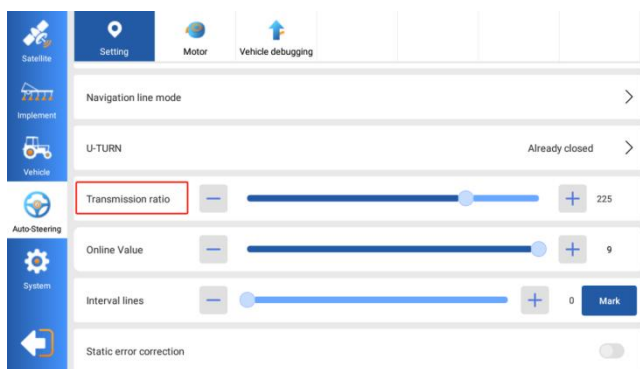 Satellite
Setting
Motor
Vehicle debugging
Implement
Navigation line mode
Vehicle
U-TURN
Already closed
Auto-Steering
Transmission ratio
225
Online Value
9
System
Interval lines
0
Mark
Static error correction